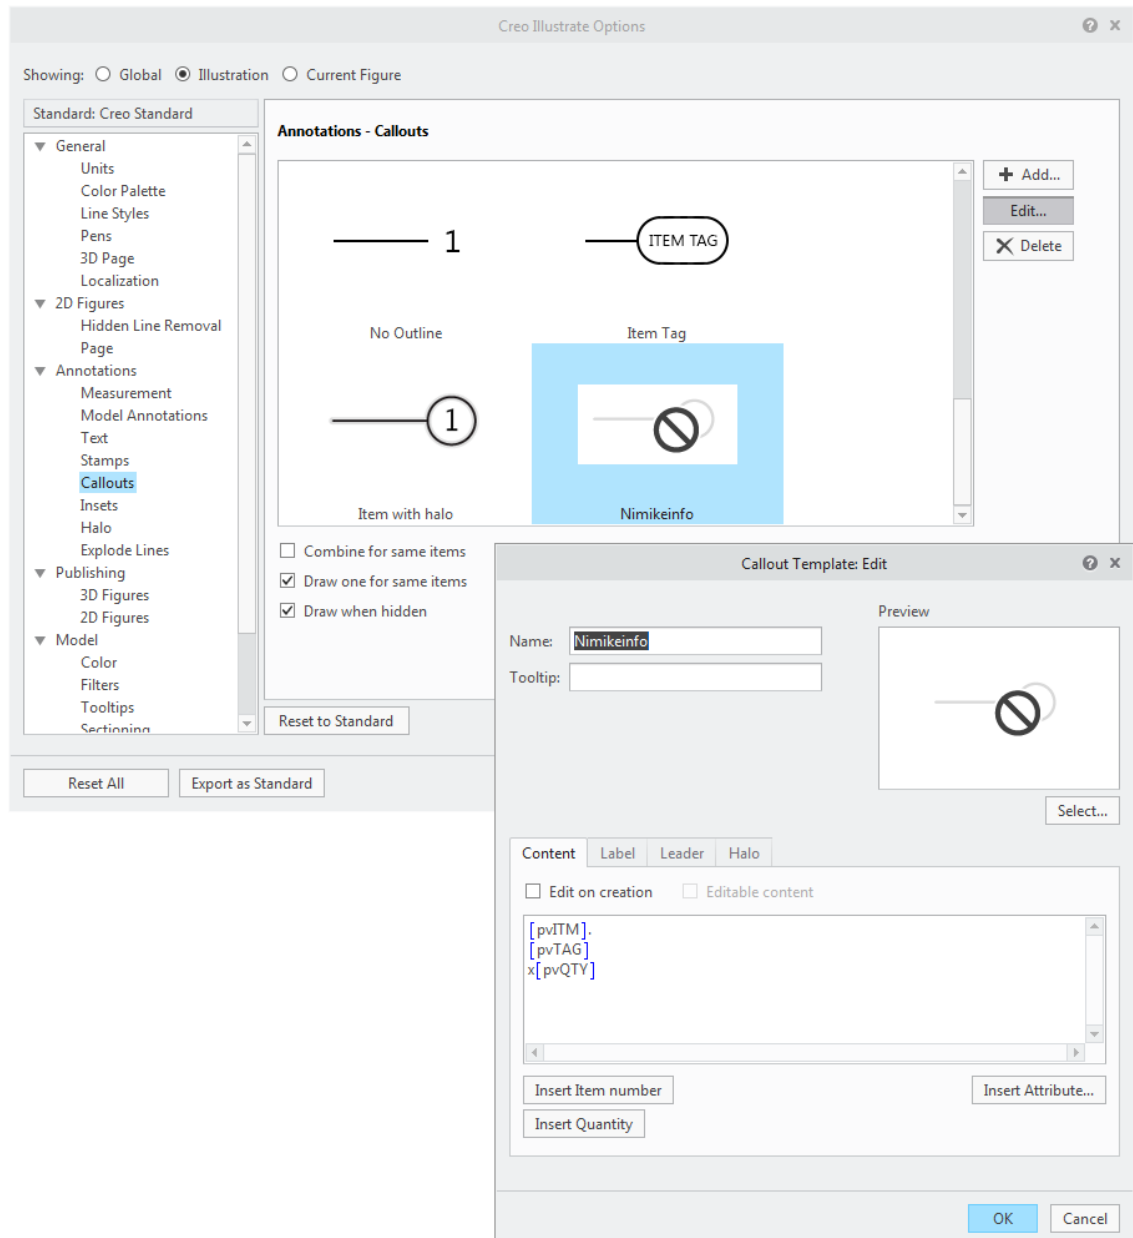 Creo Illustrate Options
Showing: Global Illustration Current Figure
Standard: Creo Standard
General
Units
Color Palette
Line Styles
Pens
3D Page
Localization
2D Figures
Hidden Line Removal
Page
Annotations
Measurement
Model Annotations
Text
Stamps
Callouts
Insets
Halo
Explode Lines
Publishing
3D Figures
2D Figures
Model
Color
Filters
Tooltips
Sectioning
Annotations - Callouts
1
ITEM TAG
No Outline
Item Tag
1
Item with halo
Nimikeinfo
Add...
Edit...
Delete
Combine for same items
Draw one for same items
Draw when hidden
Reset to Standard
Reset All
Export as Standard
Callout Template: Edit
Name: Nimikeinfo
Tooltip:
Preview
Select...
Content Label Leader Halo
Edit on creation Editable content
[pvITM].
[pvTAG]
x[pvQTY]
Insert Item number
Insert Attribute...
Insert Quantity
OK Cancel